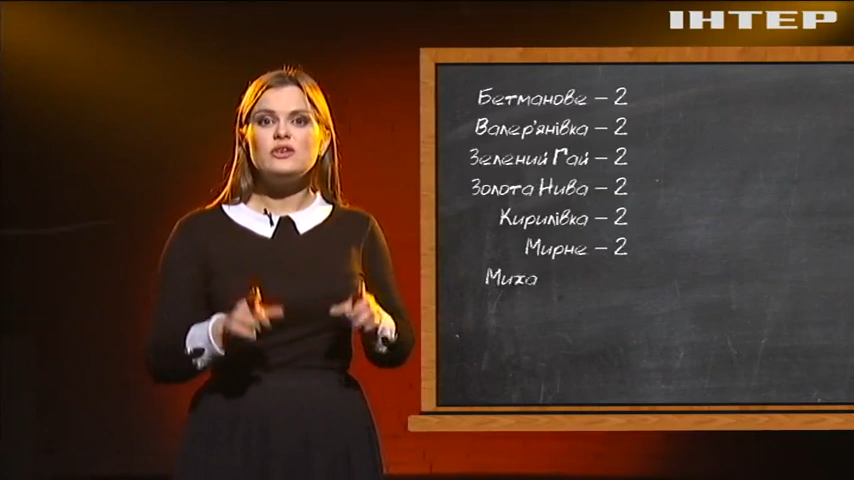 ІНТЕР
Бетманове – 2
Валер'янівка – 2
Зелений Гай – 2
Золота Нива – 2
Кирилівка – 2
Мирне – 2
Миха